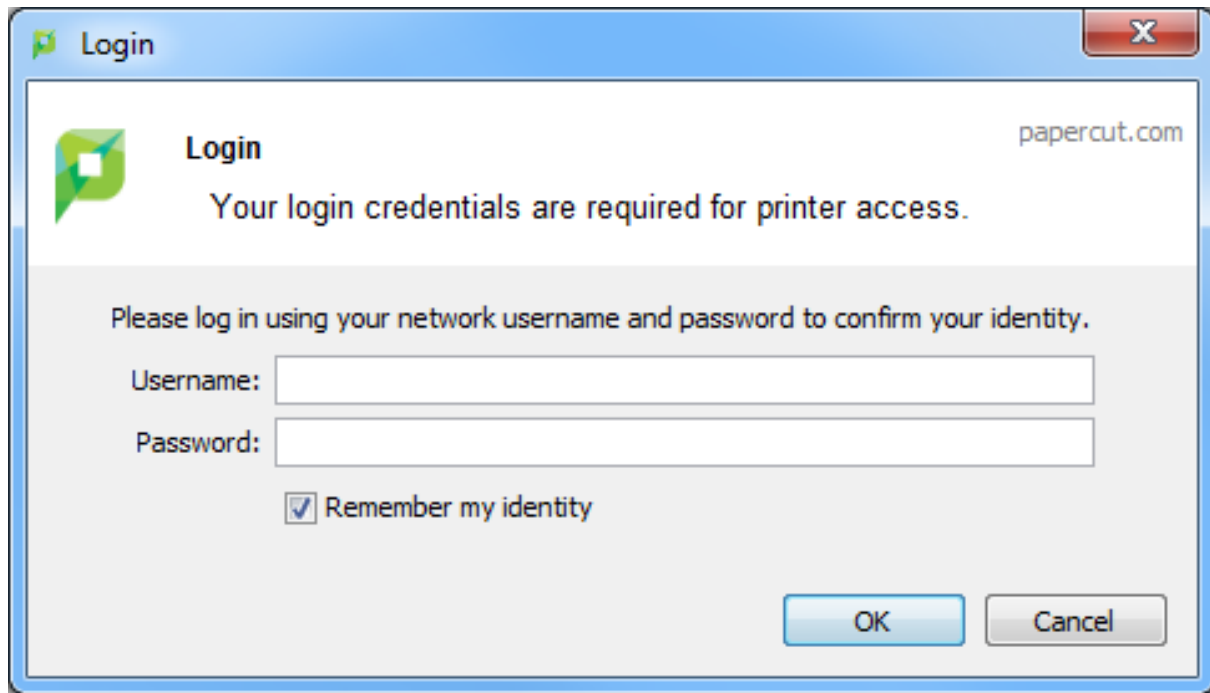 Login
papercut.com
Login
Your login credentials are required for printer access.
Please log in using your network username and password to confirm your identity.
Username:
Password:
Remember my identity
OK Cancel